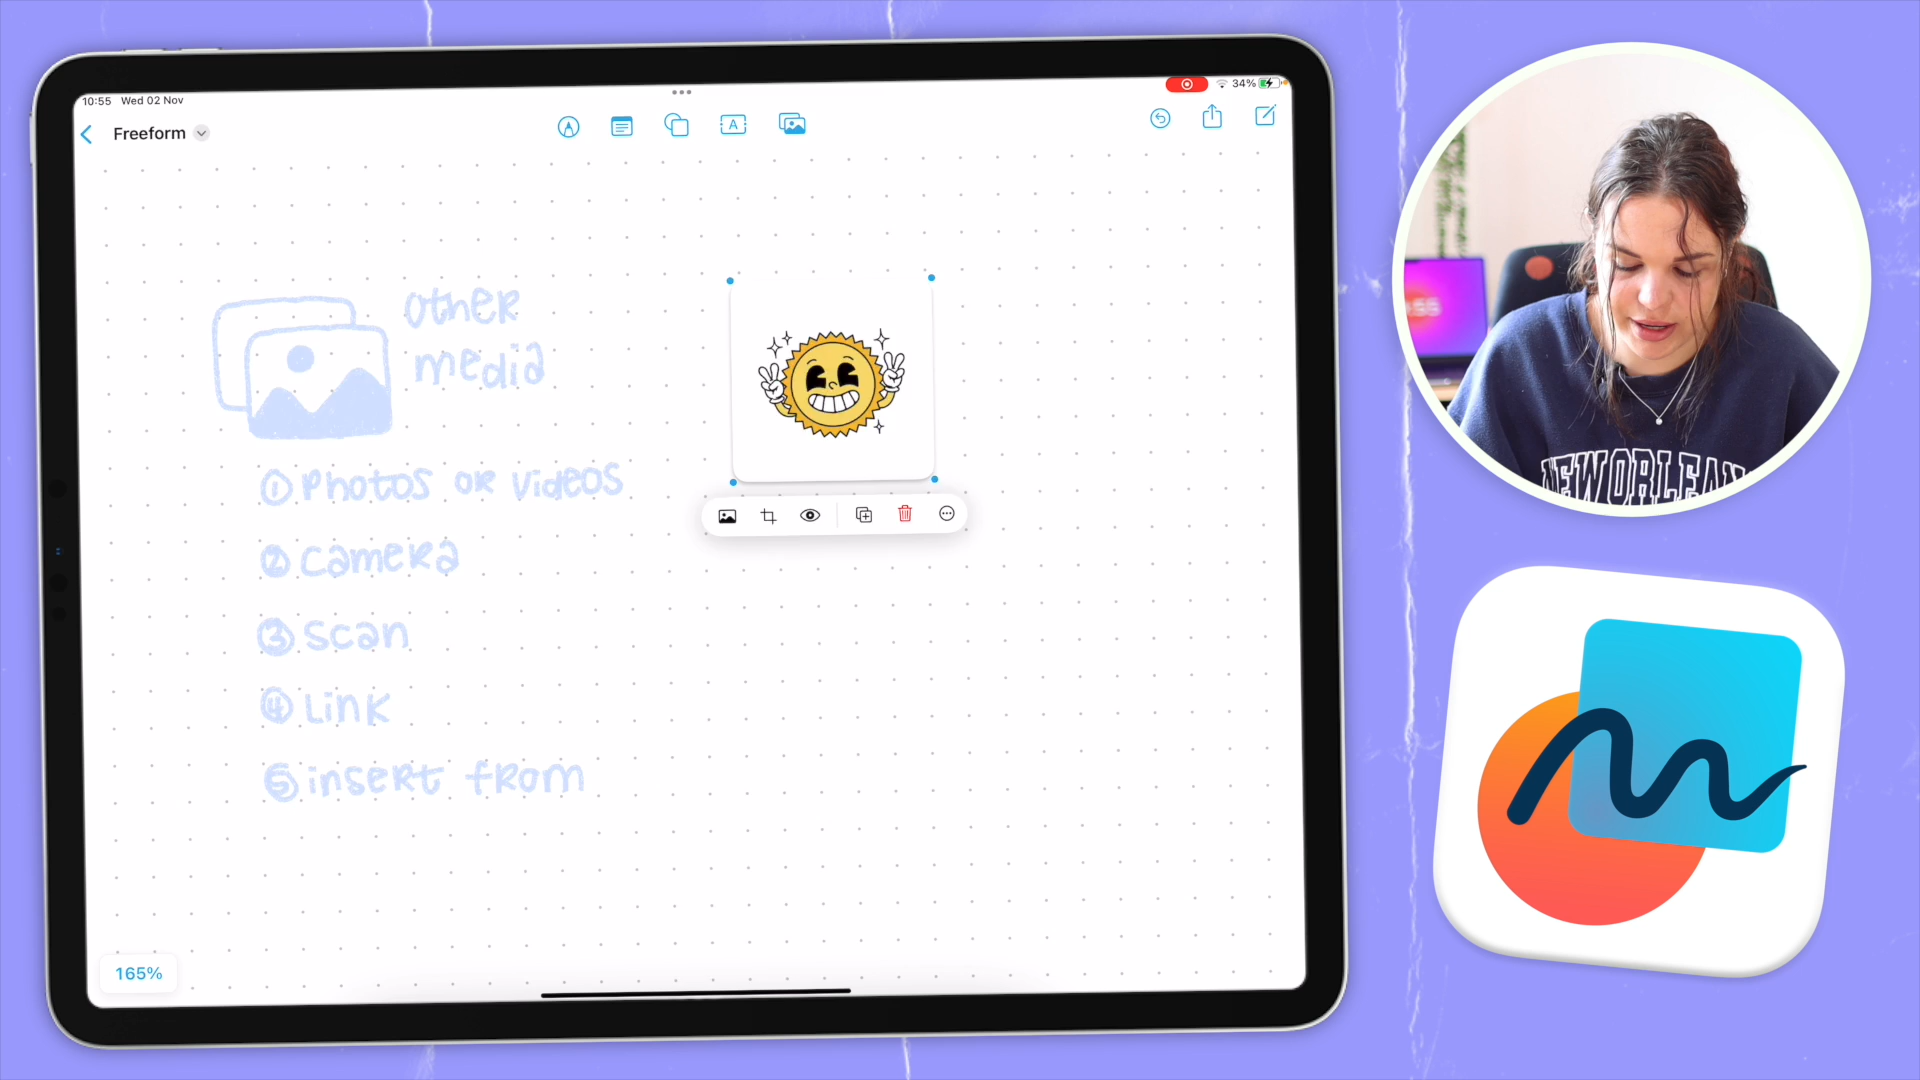 10:55 Wed 02 Nov
34%
Freeform
A
other
media
① Photos or Videos
② camera
③ scan
④ Link
⑤ insert from
165%
NEW ORLEAN